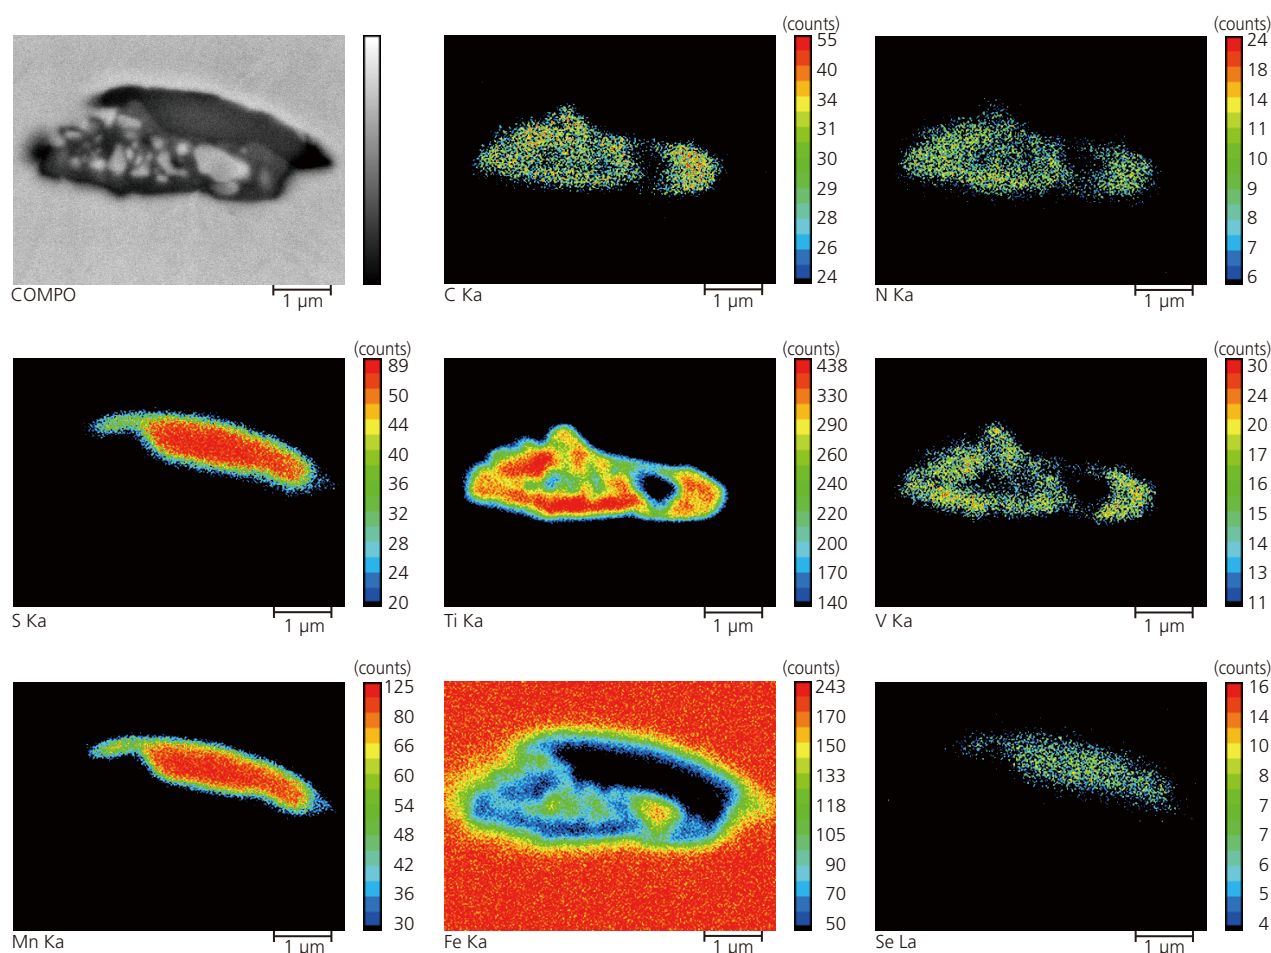 (counts)
55
40
34
31
30
29
28
26
24
(counts)
24
18
14
11
10
9
8
7
6
COMPO
1 μm
C Ka
1 μm
N Ka
1 μm
(counts)
89
50
44
40
36
32
28
24
20
(counts)
438
330
290
260
240
220
200
170
140
(counts)
30
24
20
17
16
15
14
13
11
S Ka
1 μm
Ti Ka
1 μm
V Ka
1 μm
(counts)
125
80
66
60
54
48
42
36
30
(counts)
243
170
150
133
118
105
90
70
50
(counts)
16
14
10
8
7
7
6
5
4
Mn Ka
1 μm
Fe Ka
1 μm
Se La
1 μm